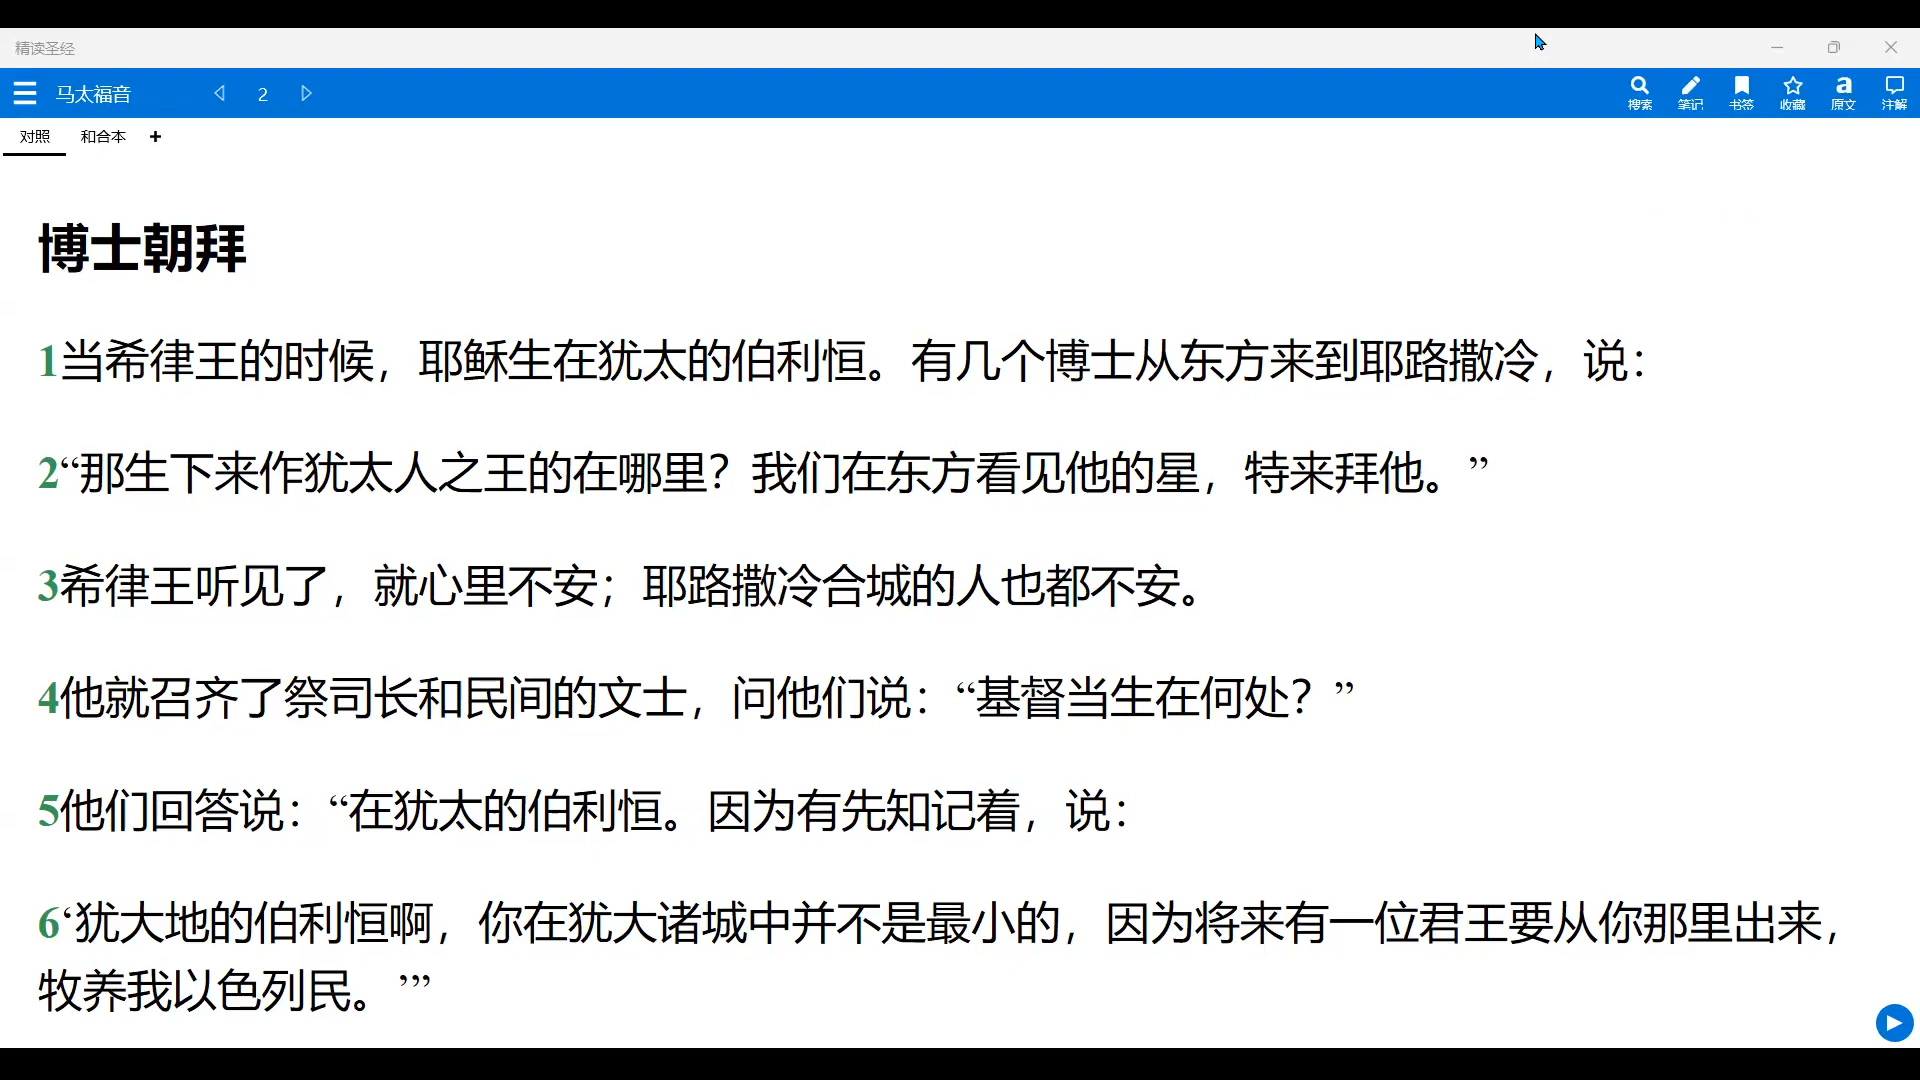 精读圣经
马太福音 2
搜索 笔记 书签 收藏 原文 注解
对照 和合本 +
博士朝拜
1当希律王的时候，耶稣生在犹太的伯利恒。有几个博士从东方来到耶路撒冷，说：
2“那生下来作犹太人之王的在哪里？我们在东方看见他的星，特来拜他。”
3希律王听见了，就心里不安；耶路撒冷合城的人也都不安。
4他就召齐了祭司长和民间的文士，问他们说：“基督当生在何处？”
5他们回答说：“在犹太的伯利恒。因为有先知记着，说：
6‘犹大地的伯利恒啊，你在犹大诸城中并不是最小的，因为将来有一位君王要从你那里出来，
牧养我以色列民。’”